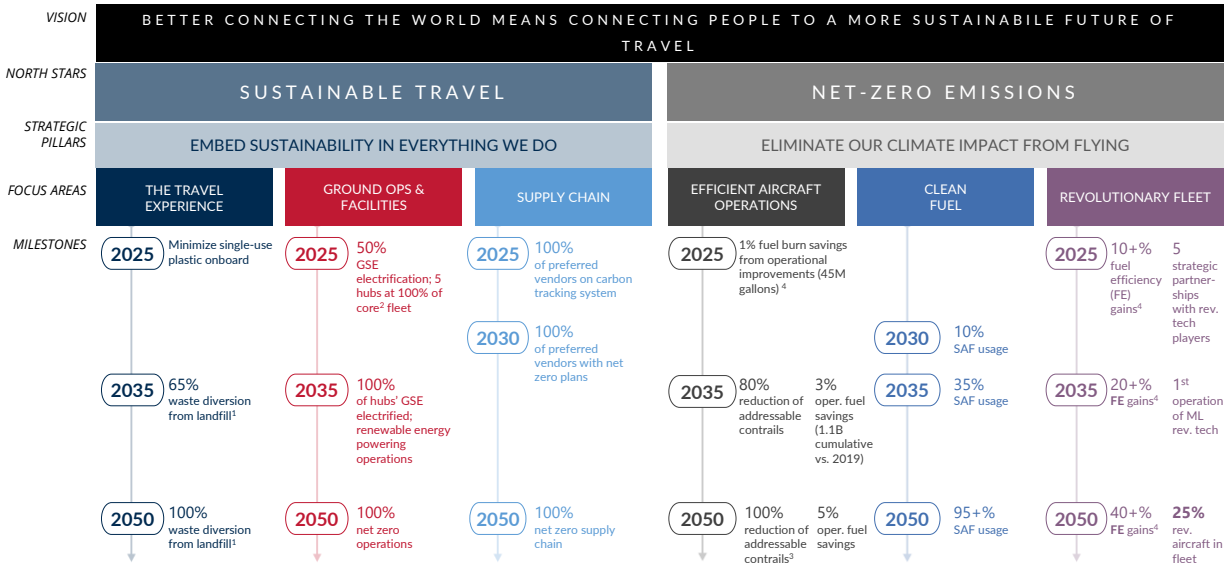 VISION
BETTER CONNECTING THE WORLD MEANS CONNECTING PEOPLE TO A MORE SUSTAINABILE FUTURE OF
TRAVEL
NORTH STARS
SUSTAINABLE TRAVEL
NET-ZERO EMISSIONS
STRATEGIC
PILLARS
EMBED SUSTAINABILITY IN EVERYTHING WE DO
ELIMINATE OUR CLIMATE IMPACT FROM FLYING
FOCUS AREAS
THE TRAVEL
EXPERIENCE
GROUND OPS &
FACILITIES
SUPPLY CHAIN
EFFICIENT AIRCRAFT
OPERATIONS
CLEAN
FUEL
REVOLUTIONARY FLEET
MILESTONES
2025
Minimize single-use
plastic onboard
2035
65%
waste diversion
from landfill¹
2050
100%
waste diversion
from landfill¹
2025
50%
GSE
electrification; 5
hubs at 100% of
core² fleet
2035
100%
of hubs' GSE
electrified;
renewable energy
powering
operations
2050
100%
net zero
operations
2025
100%
of preferred
vendors on carbon
tracking system
2030
100%
of preferred
vendors with net
zero plans
2050
100%
net zero supply
chain
2025
1% fuel burn savings
from operational
improvements (45M
gallons) ⁴
2035
80%
reduction of
addressable
contrails
3%
oper. fuel
savings
(1.1B
cumulative
vs. 2019)
2050
100%
reduction of
addressable
contrails³
5%
oper. fuel
savings
2030
10%
SAF usage
2035
35%
SAF usage
2050
95+%
SAF usage
2025
10+%
fuel
efficiency
(FE)
gains⁴
5
strategic
partner-
ships
with rev.
tech
players
2035
20+%
FE gains⁴
1st
operation
of ML
rev. tech
2050
40+%
FE gains⁴
25%
rev.
aircraft in
fleet